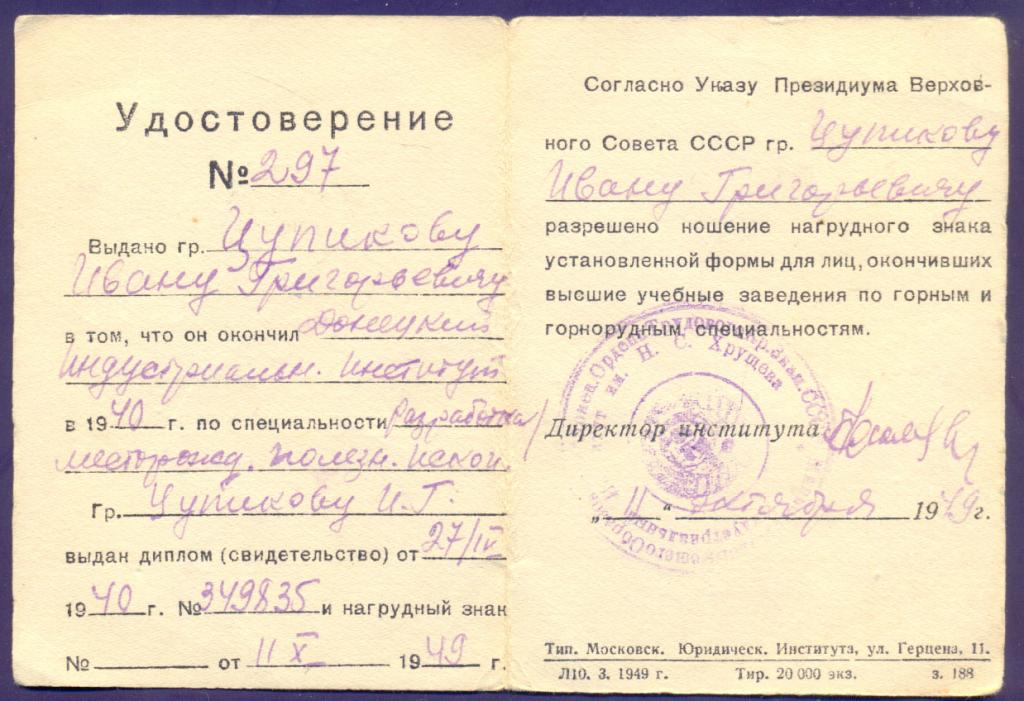 Удостоверение
№ 297
Выдано гр. Цупикову
Ивану Григорьевичу
в том, что он окончил Донецкий
Индустриальн. Институт
в 1940 г. по специальности Разработка
месторожд. полезн. ископ.
Гр. Цупикову И.Г.
выдан диплом (свидетельство) от 27/IV
1940 г. № 349835 и нагрудный знак
№ от 11 X 1949 г.
Согласно Указу Президиума Верхов-
ного Совета СССР гр. Цупикову
Ивану Григорьевичу
разрешено ношение нагрудного знака
установленной формы для лиц, окончивших
высшие учебные заведения по горным и
горнорудным специальностям.
им. Н. С. Хрущева
Директор института
„11“ октября 1949 г.
Тип. Московск. Юридическ. Института, ул. Герцена, 11.
Л10. 3. 1949 г. Тир. 20 000 экз. з. 188